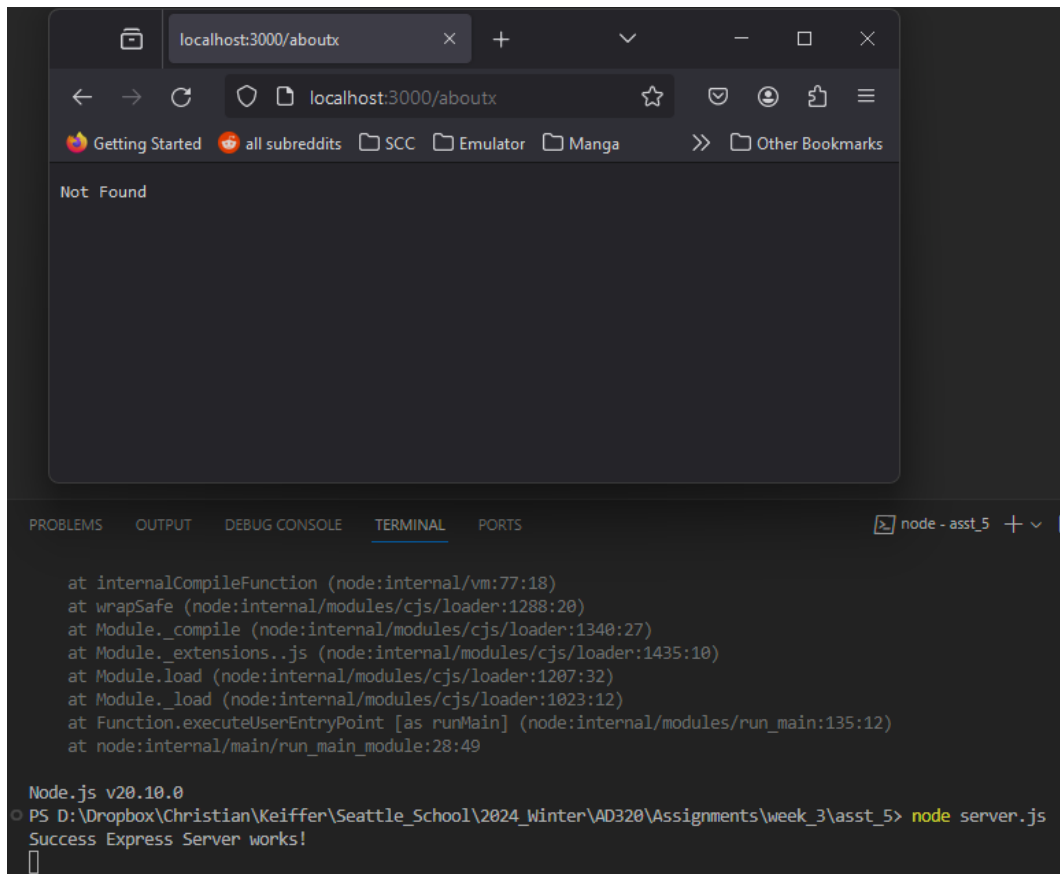 localhost:3000/aboutx
localhost:3000/aboutx
Getting Started all subreddits SCC Emulator Manga Other Bookmarks
Not Found
PROBLEMS OUTPUT DEBUG CONSOLE TERMINAL PORTS node - asst_5
at internalCompileFunction (node:internal/vm:77:18)
at wrapSafe (node:internal/modules/cjs/loader:1288:20)
at Module._compile (node:internal/modules/cjs/loader:1340:27)
at Module._extensions..js (node:internal/modules/cjs/loader:1435:10)
at Module.load (node:internal/modules/cjs/loader:1207:32)
at Module._load (node:internal/modules/cjs/loader:1023:12)
at Function.executeUserEntryPoint [as runMain] (node:internal/modules/run_main:135:12)
at node:internal/main/run_main_module:28:49
Node.js v20.10.0
PS D:\Dropbox\Christian\Keiffer\Seattle_School\2024_Winter\AD320\Assignments\week_3\asst_5> node server.js
Success Express Server works!